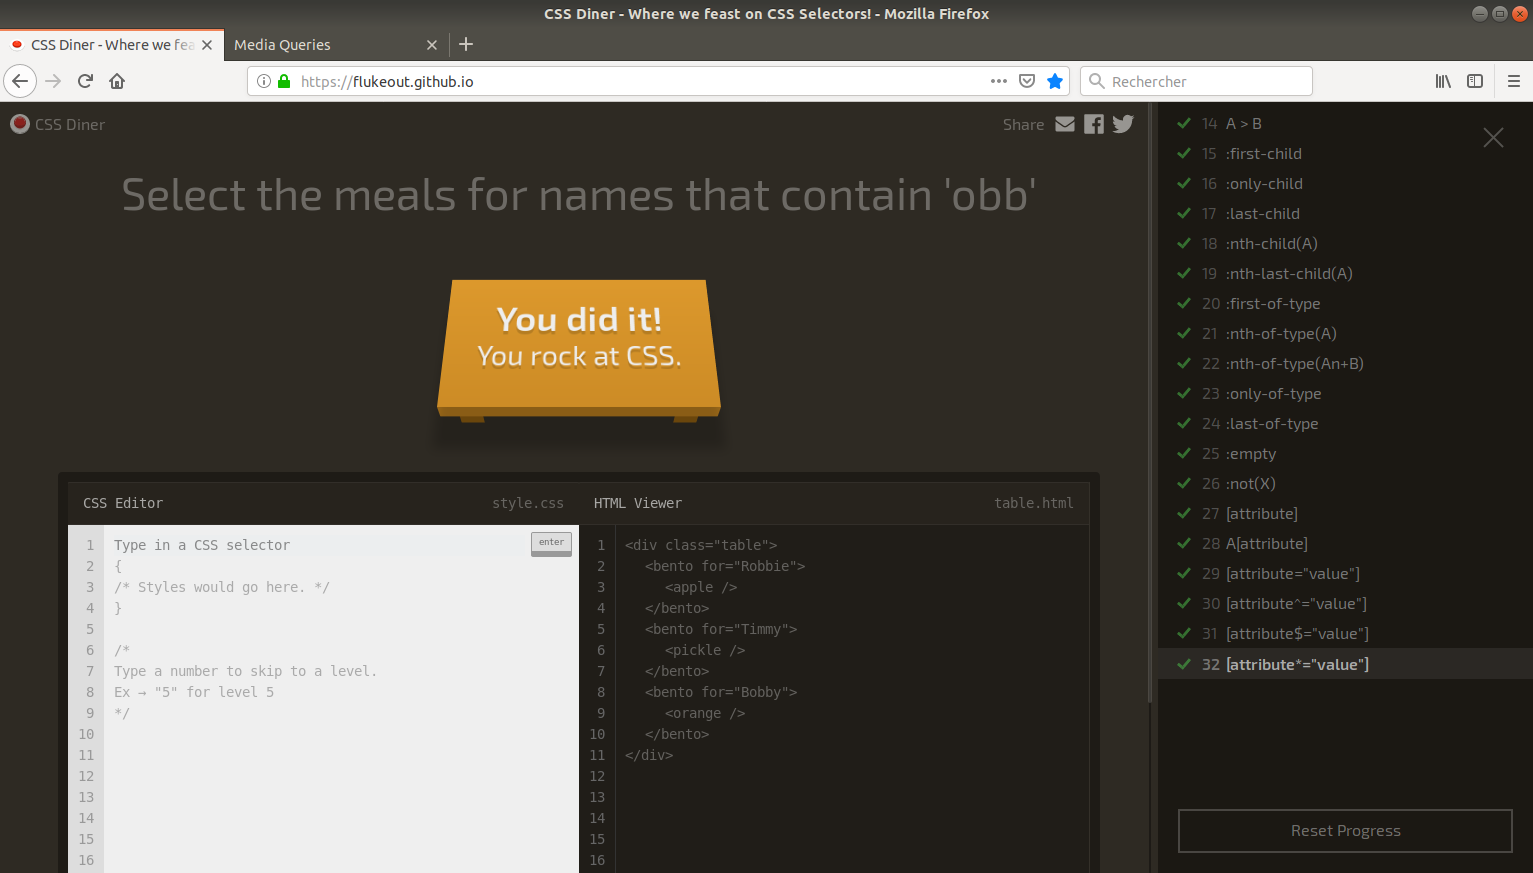 CSS Diner - Where we feast on CSS Selectors! - Mozilla Firefox
CSS Diner - Where we fea
Media Queries
https://flukeout.github.io
Rechercher
CSS Diner
Share
Select the meals for names that contain 'obb'
You did it!
You rock at CSS.
CSS Editor style.css
HTML Viewer table.html
enter
1 Type in a CSS selector
2 {
3 /* Styles would go here. */
4 }
5
6 /*
7 Type a number to skip to a level.
8 Ex → "5" for level 5
9 */
10
11
12
13
14
15
16
1 <div class="table">
2 <bento for="Robbie">
3 <apple />
4 </bento>
5 <bento for="Timmy">
6 <pickle />
7 </bento>
8 <bento for="Bobby">
9 <orange />
10 </bento>
11 </div>
12
13
14
15
16
14 A > B
15 :first-child
16 :only-child
17 :last-child
18 :nth-child(A)
19 :nth-last-child(A)
20 :first-of-type
21 :nth-of-type(A)
22 :nth-of-type(An+B)
23 :only-of-type
24 :last-of-type
25 :empty
26 :not(X)
27 [attribute]
28 A[attribute]
29 [attribute="value"]
30 [attribute^="value"]
31 [attribute$="value"]
32 [attribute*="value"]
Reset Progress